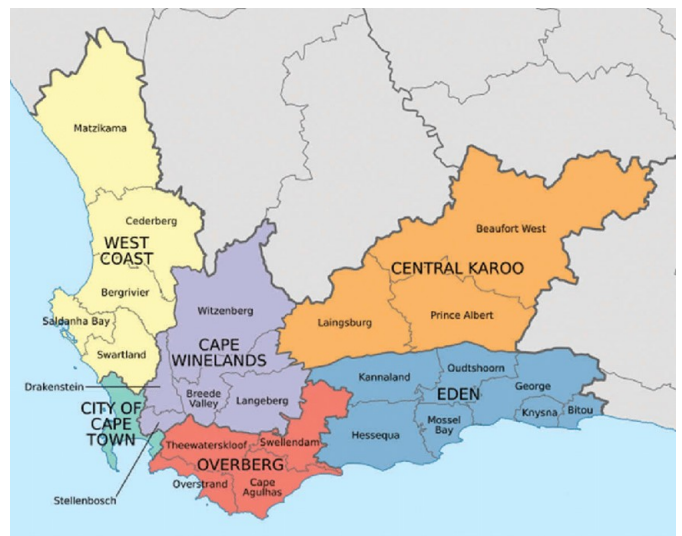 Matzikama
Cederberg
WEST
COAST
Bergrivier
Saldanha Bay
Swartland
Beaufort West
CENTRAL KAROO
Laingsburg
Prince Albert
Witzenberg
CAPE
WINELANDS
Drakenstein
Breede
Valley
Langeberg
CITY OF
CAPE
TOWN
Stellenbosch
Kannaland
Oudtshoorn
EDEN
George
Knysna
Bitou
Hessequa
Mossel
Bay
Theewaterskloof
Swellendam
OVERBERG
Overstrand
Cape
Agulhas